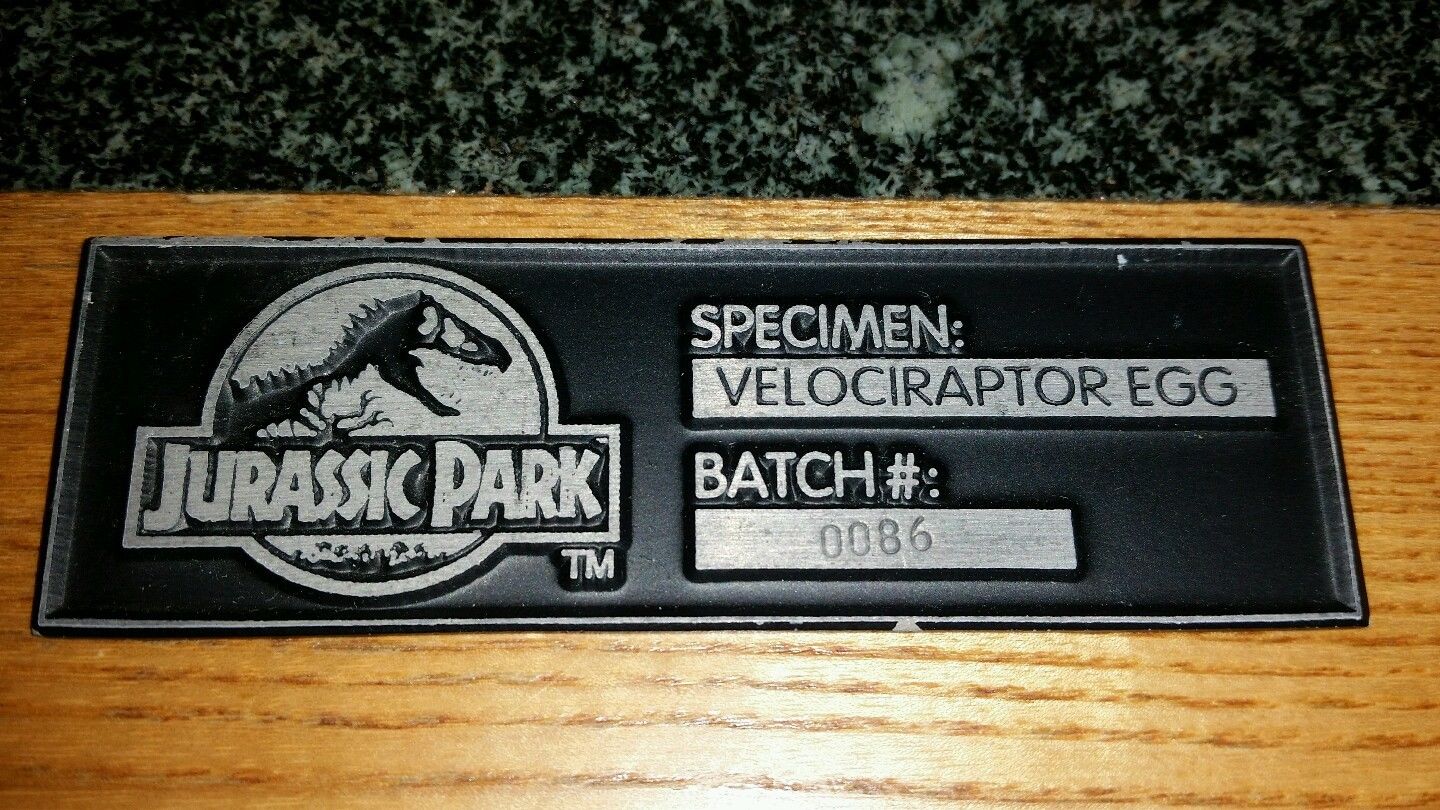 JURASSIC PARK
TM
SPECIMEN:
VELOCIRAPTOR EGG
BATCH #:
0086